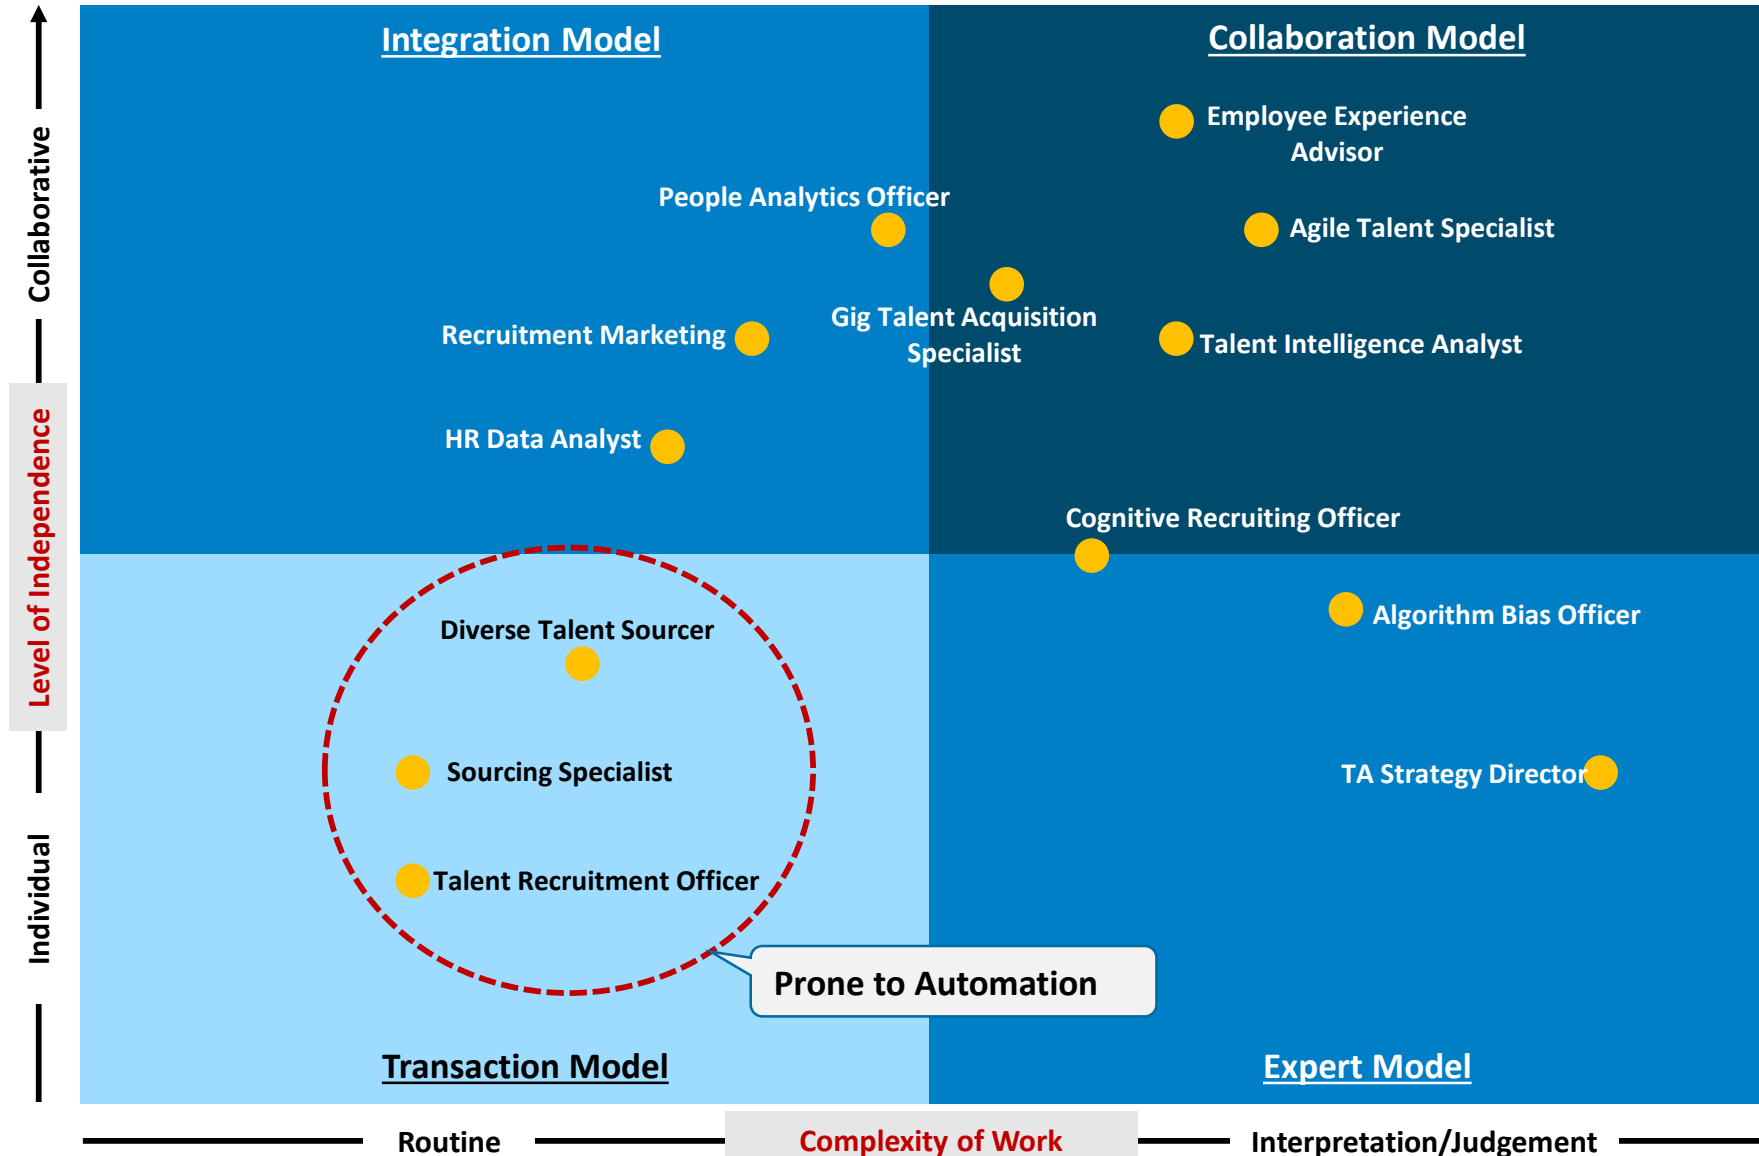 Integration Model
Collaboration Model
Employee Experience
Advisor
People Analytics Officer
Agile Talent Specialist
Gig Talent Acquisition
Specialist
Recruitment Marketing
Talent Intelligence Analyst
HR Data Analyst
Cognitive Recruiting Officer
Diverse Talent Sourcer
Algorithm Bias Officer
Sourcing Specialist
TA Strategy Director
Talent Recruitment Officer
Prone to Automation
Transaction Model
Expert Model
Collaborative
Level of Independence
Individual
Routine
Complexity of Work
Interpretation/Judgement